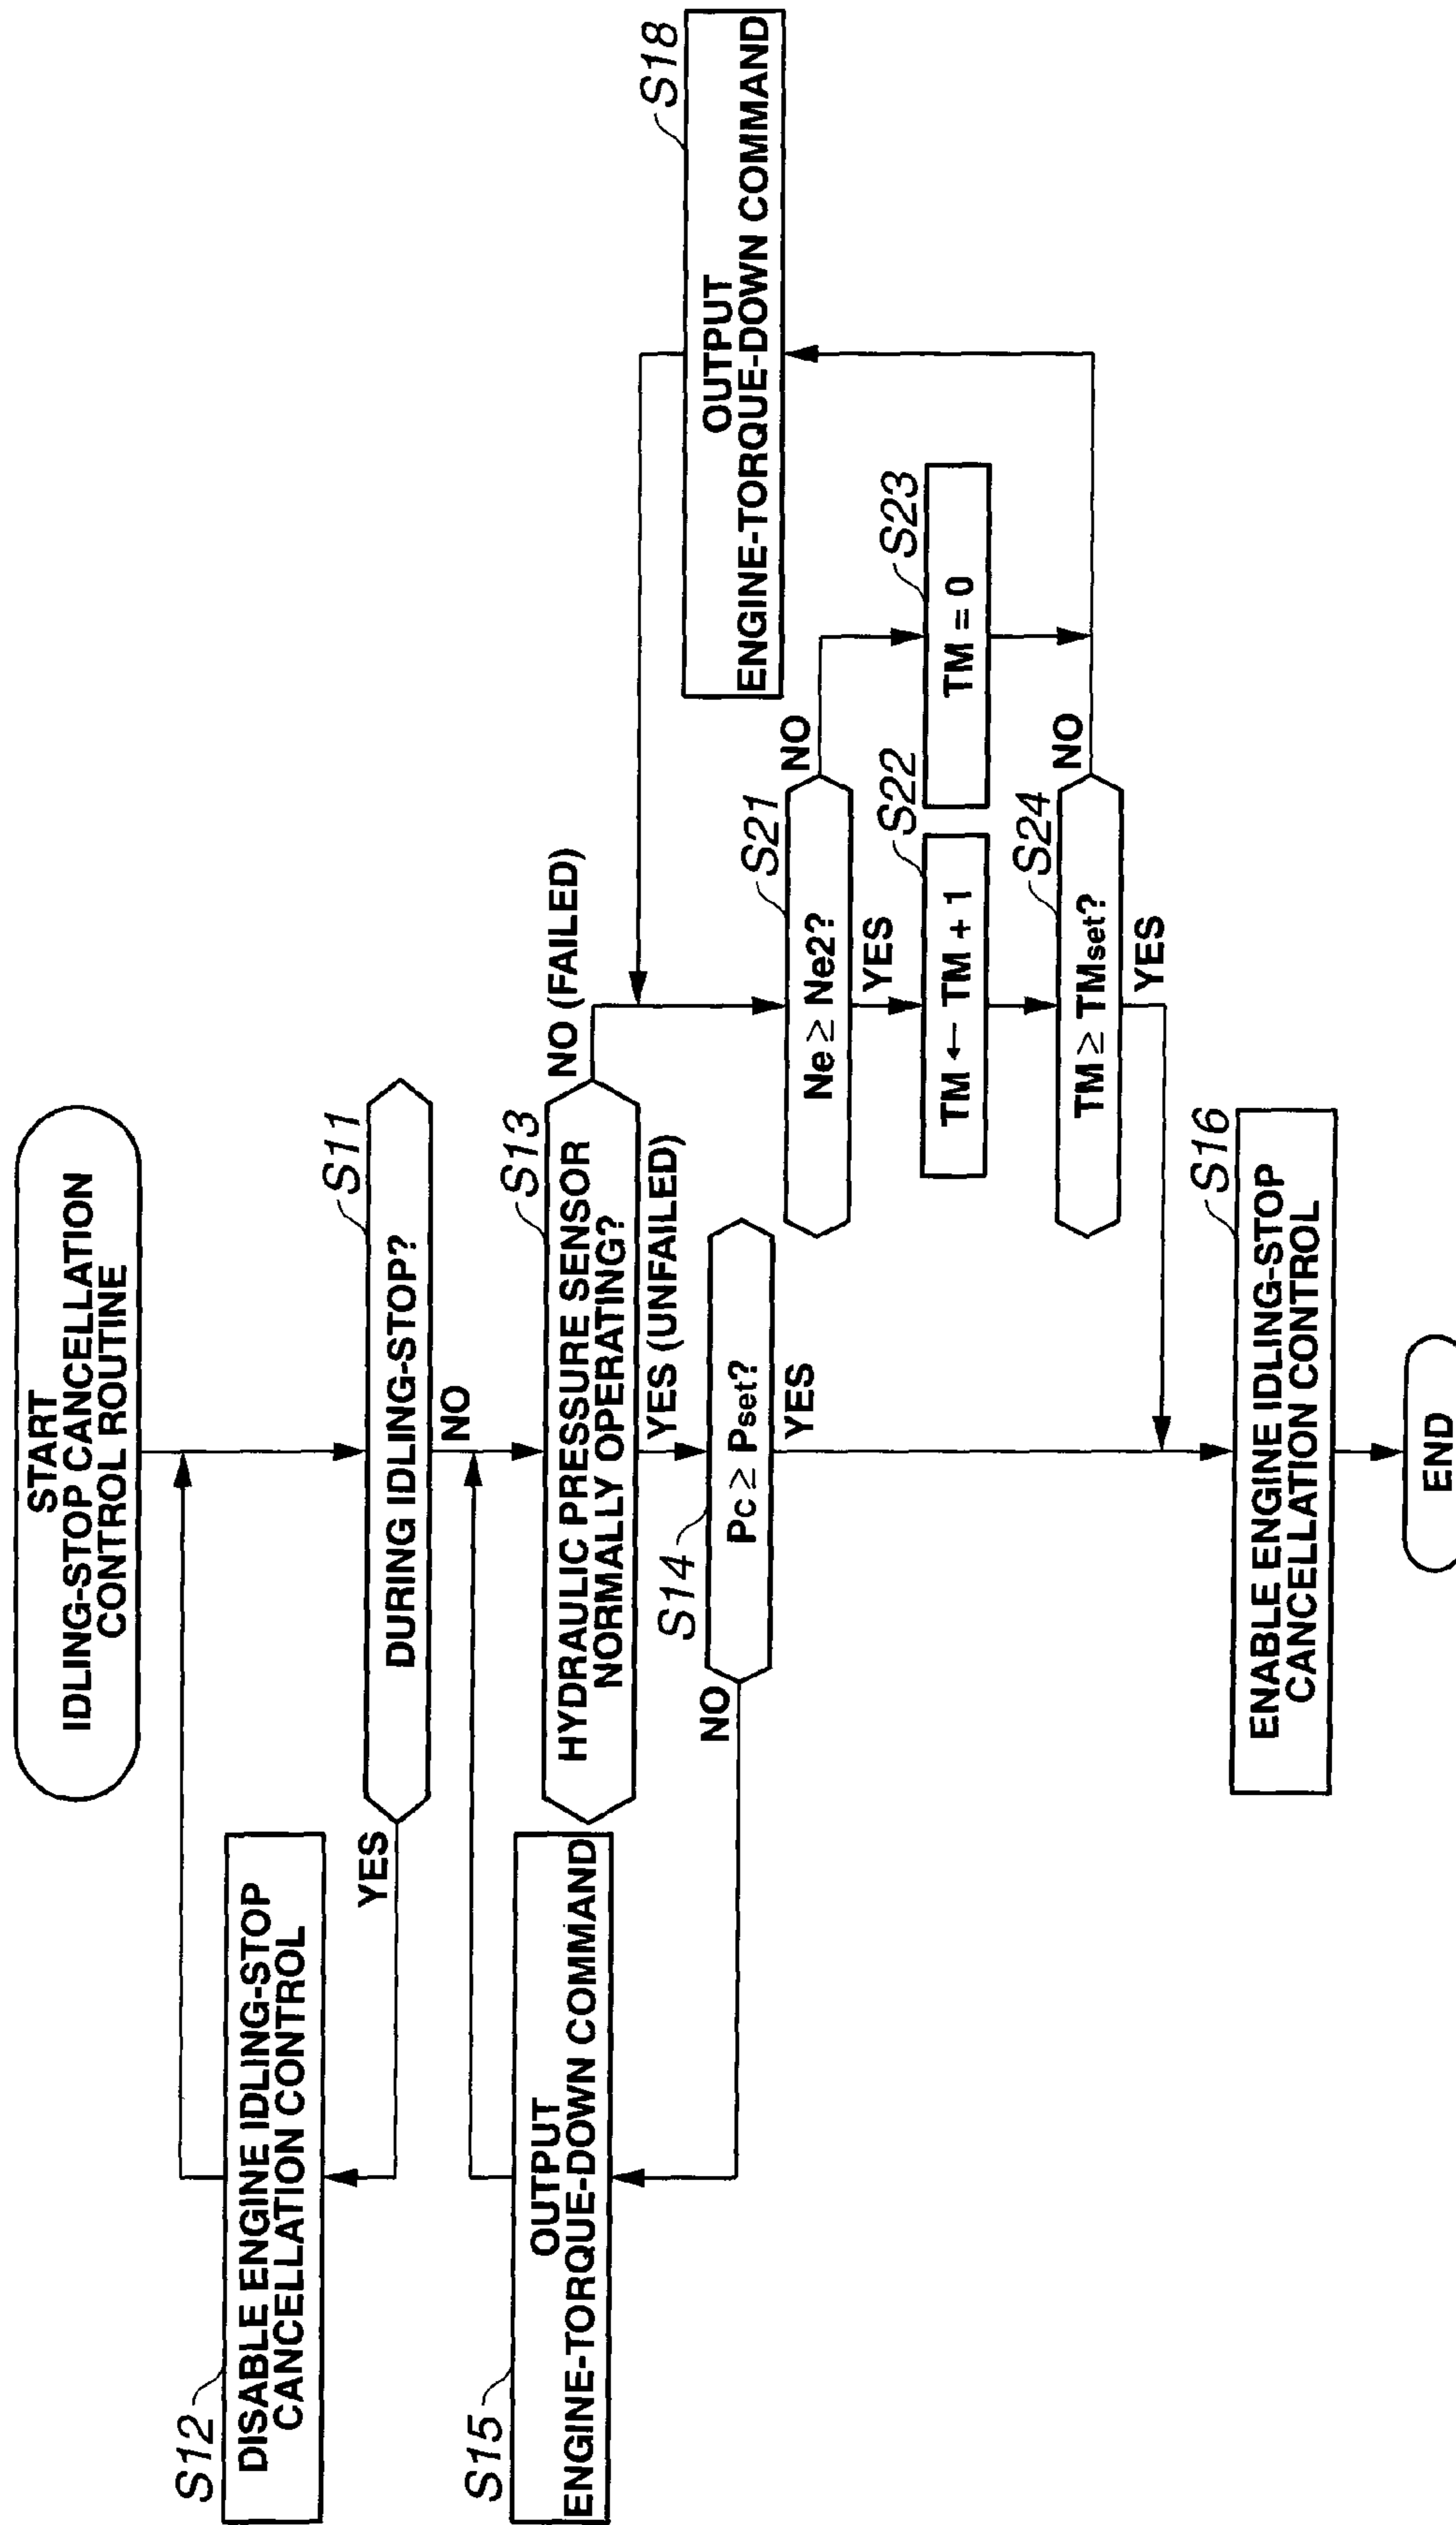 START
IDLING-STOP CANCELLATION
CONTROL ROUTINE
S11
DURING IDLING-STOP?
YES
NO
S12
DISABLE ENGINE IDLING-STOP
CANCELLATION CONTROL
S13
HYDRAULIC PRESSURE SENSOR
NORMALLY OPERATING?
NO (FAILED)
YES (UNFAILED)
S14
Pc ≥ Pset?
NO
YES
S15
OUTPUT
ENGINE-TORQUE-DOWN COMMAND
S18
OUTPUT
ENGINE-TORQUE-DOWN COMMAND
S21
Ne ≥ Ne2?
NO
YES
S22
TM ← TM + 1
S23
TM = 0
S24
TM ≥ TMset?
NO
YES
S16
ENABLE ENGINE IDLING-STOP
CANCELLATION CONTROL
END